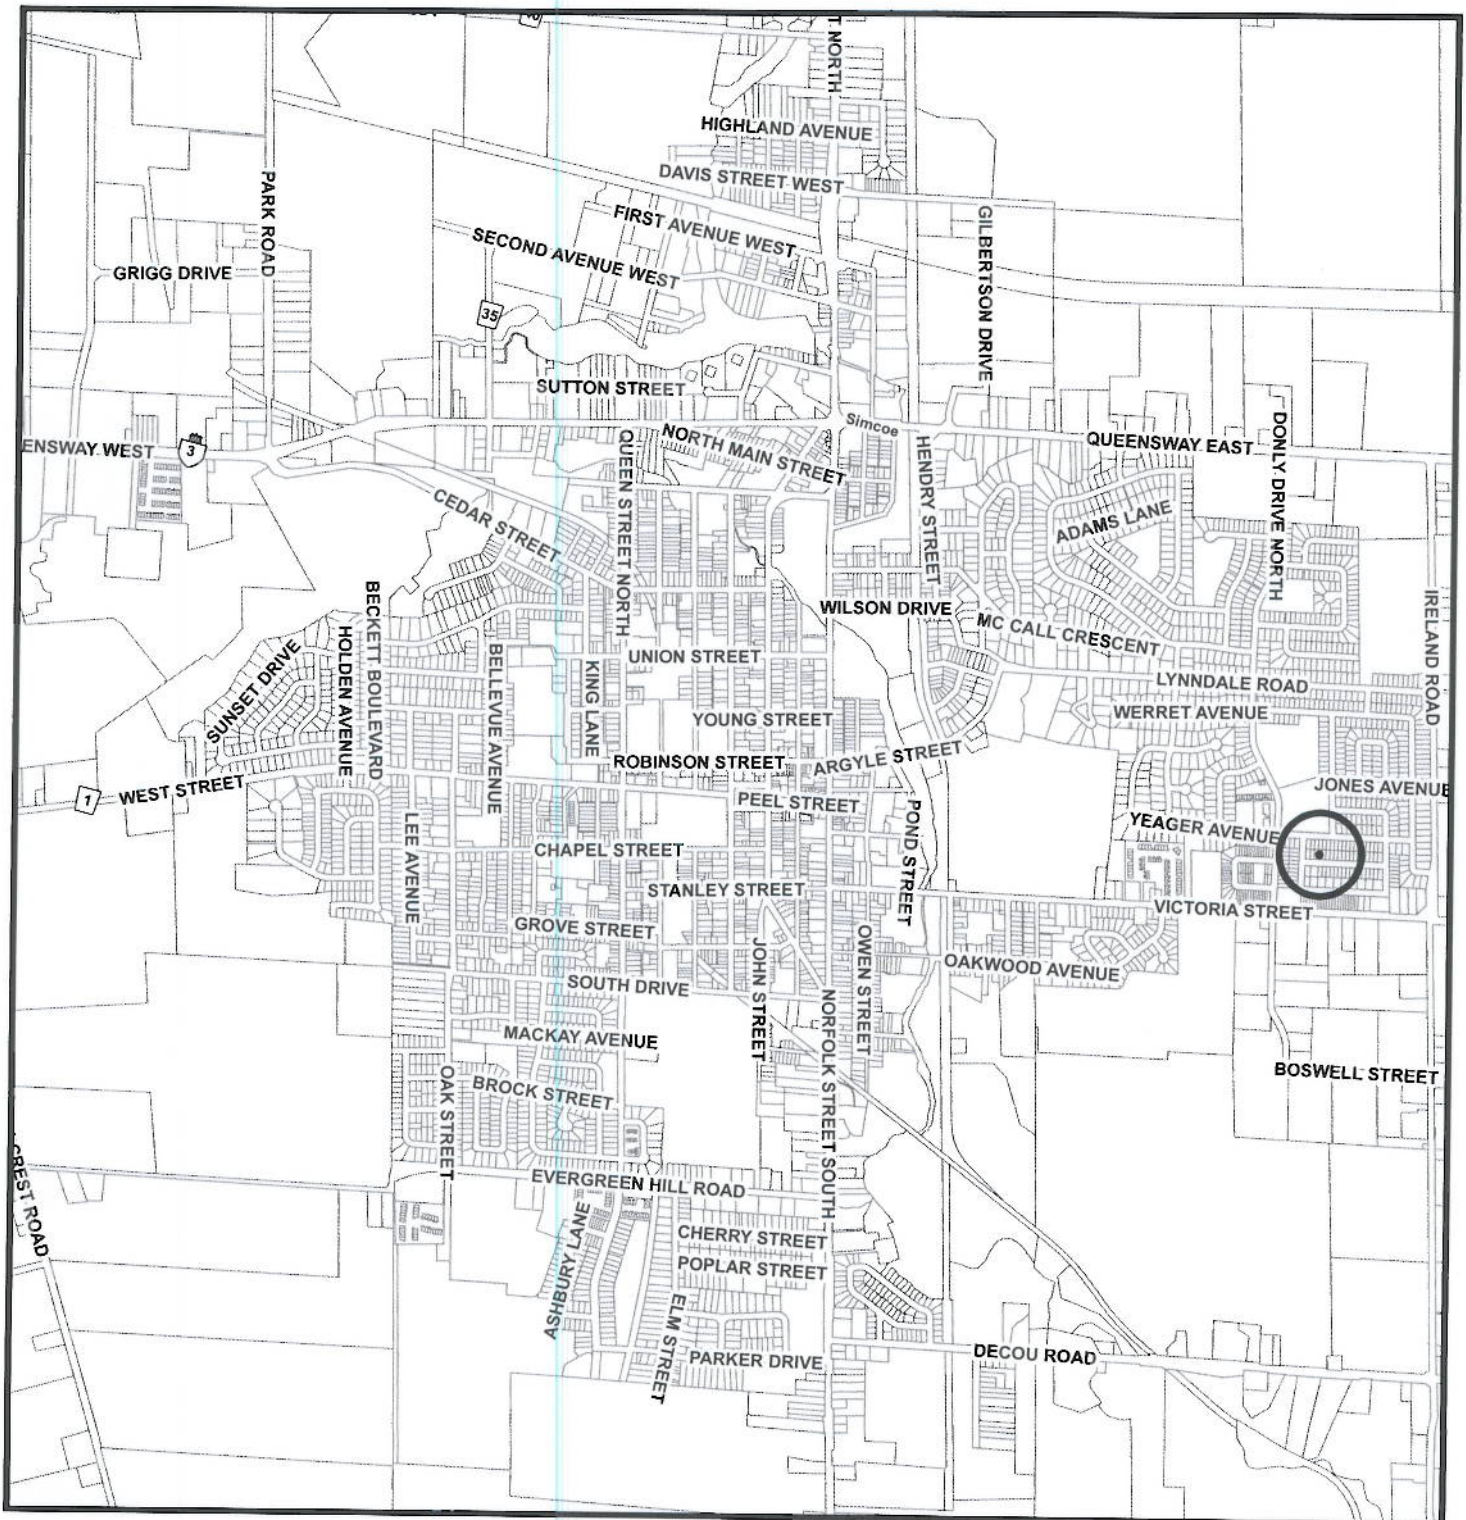 T NORTH
HIGHLAND AVENUE
DAVIS STREET WEST
PARK ROAD
FIRST AVENUE WEST
GILBERTSON DRIVE
SECOND AVENUE WEST
GRIGG DRIVE
35
SUTTON STREET
Simcoe
NORTH MAIN STREET
QUEENSWAY EAST
DONLY DRIVE NORTH
ENSWAY WEST
3
QUEEN STREET NORTH
HENDRY STREET
CEDAR STREET
ADAMS LANE
BECKETT BOULEVARD
IRELAND ROAD
WILSON DRIVE
MC CALL CRESCENT
HOLDEN AVENUE
SUNSET DRIVE
BELLEVUE AVENUE
UNION STREET
KING LANE
LYNNDALE ROAD
WERRET AVENUE
YOUNG STREET
ARGYLE STREET
ROBINSON STREET
WEST STREET
1
JONES AVENUE
PEEL STREET
POND STREET
YEAGER AVENUE
LEE AVENUE
CHAPEL STREET
STANLEY STREET
VICTORIA STREET
GROVE STREET
JOHN STREET
OWEN STREET
OAKWOOD AVENUE
SOUTH DRIVE
NORFOLK STREET SOUTH
MACKAY AVENUE
BOSWELL STREET
OAK STREET
BROCK STREET
CREST ROAD
EVERGREEN HILL ROAD
ASHBURY LANE
CHERRY STREET
POPLAR STREET
ELM STREET
PARKER DRIVE
DECOU ROAD